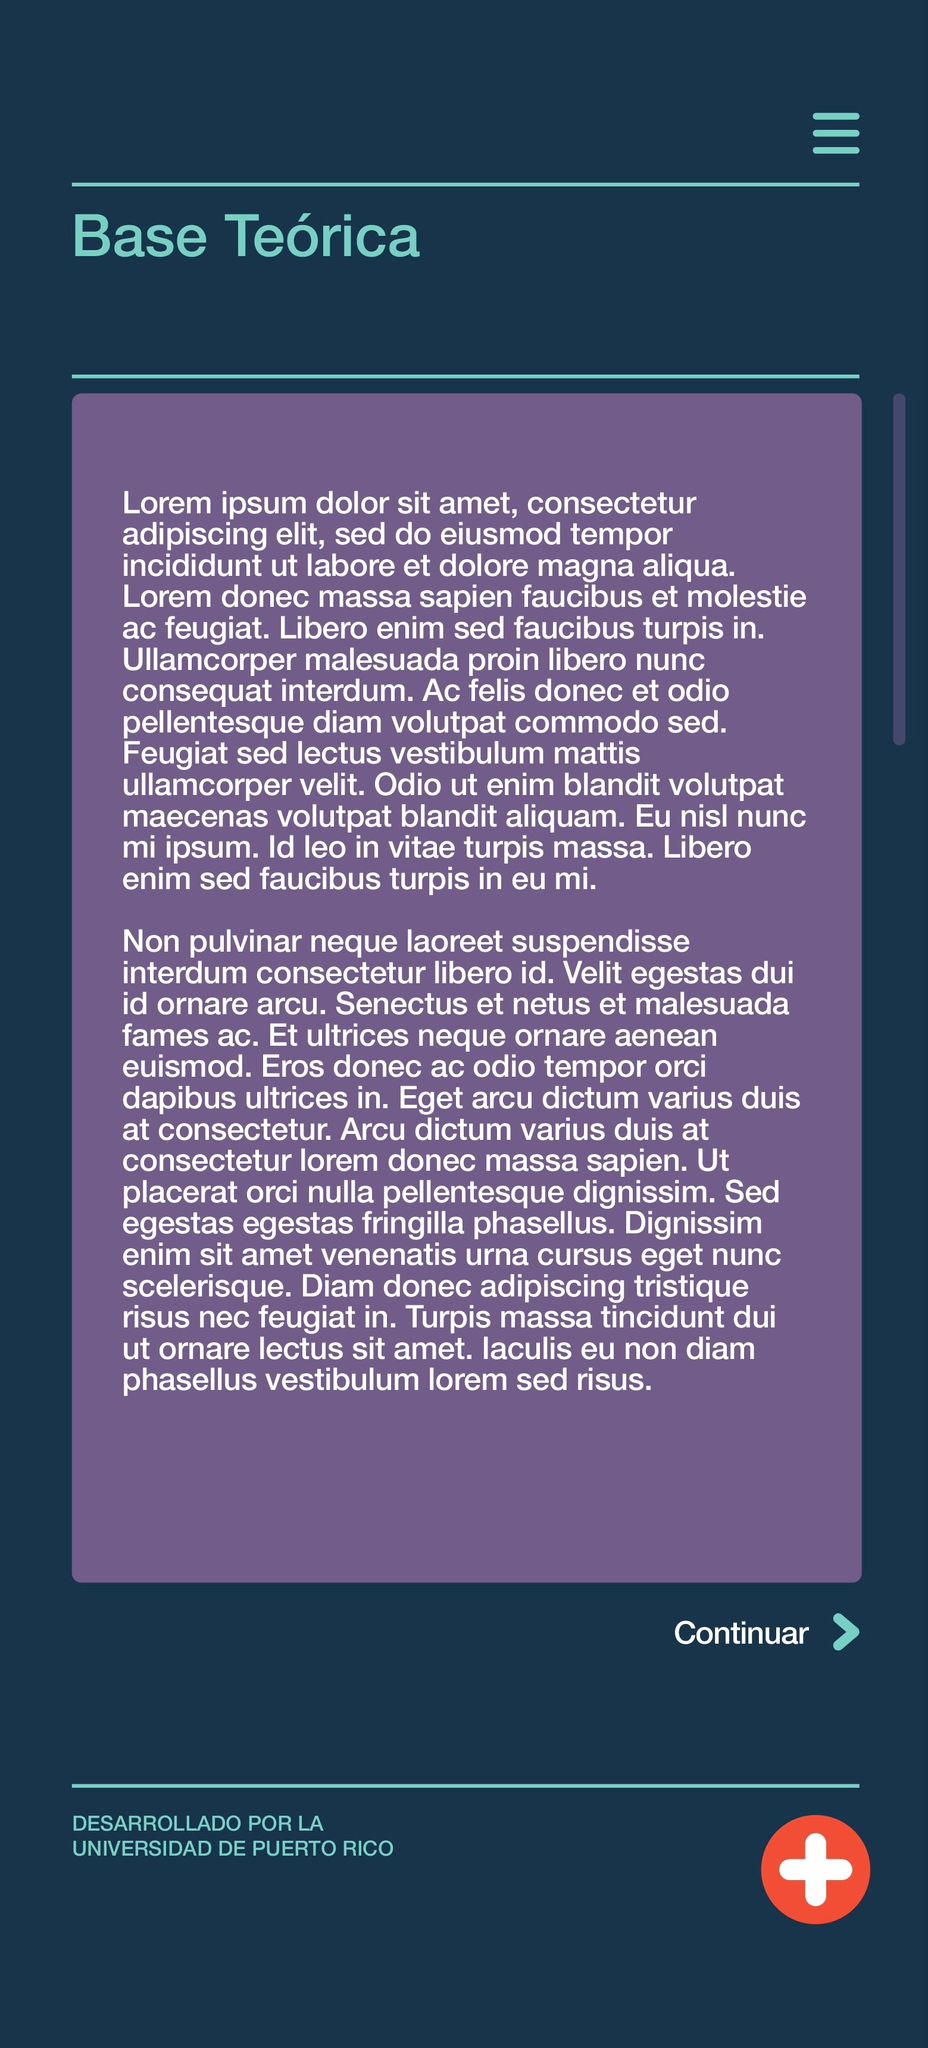 Base Teórica
Lorem ipsum dolor sit amet, consectetur
adipiscing elit, sed do eiusmod tempor
incididunt ut labore et dolore magna aliqua.
Lorem donec massa sapien faucibus et molestie
ac feugiat. Libero enim sed faucibus turpis in.
Ullamcorper malesuada proin libero nunc
consequat interdum. Ac felis donec et odio
pellentesque diam volutpat commodo sed.
Feugiat sed lectus vestibulum mattis
ullamcorper velit. Odio ut enim blandit volutpat
maecenas volutpat blandit aliquam. Eu nisl nunc
mi ipsum. Id leo in vitae turpis massa. Libero
enim sed faucibus turpis in eu mi.
Non pulvinar neque laoreet suspendisse
interdum consectetur libero id. Velit egestas dui
id ornare arcu. Senectus et netus et malesuada
fames ac. Et ultrices neque ornare aenean
euismod. Eros donec ac odio tempor orci
dapibus ultrices in. Eget arcu dictum varius duis
at consectetur. Arcu dictum varius duis at
consectetur lorem donec massa sapien. Ut
placerat orci nulla pellentesque dignissim. Sed
egestas egestas fringilla phasellus. Dignissim
enim sit amet venenatis urna cursus eget nunc
scelerisque. Diam donec adipiscing tristique
risus nec feugiat in. Turpis massa tincidunt dui
ut ornare lectus sit amet. Iaculis eu non diam
phasellus vestibulum lorem sed risus.
Continuar
DESARROLLADO POR LA
UNIVERSIDAD DE PUERTO RICO